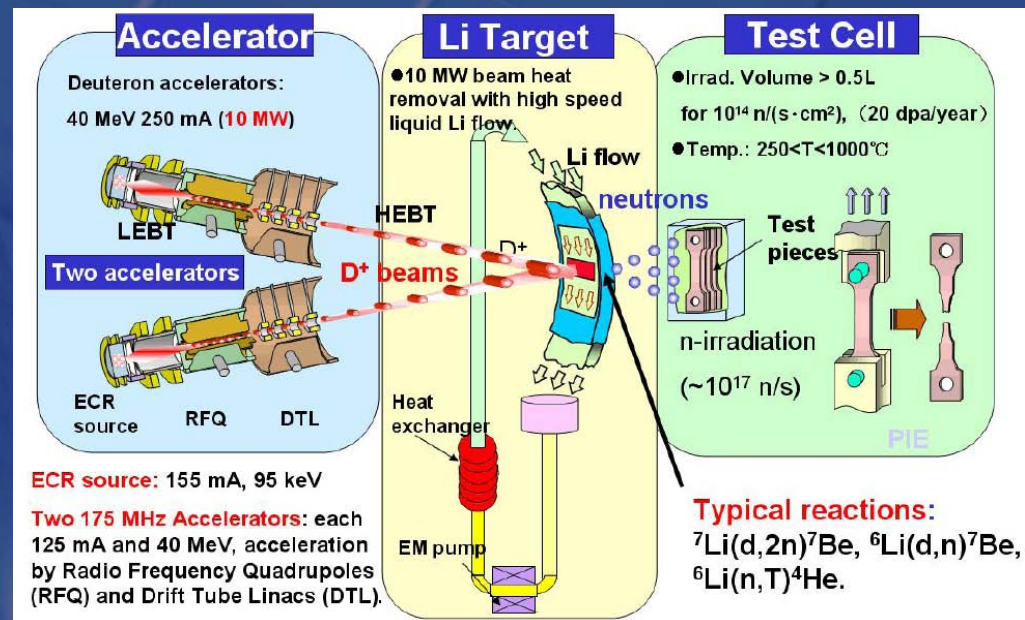 Accelerator
Deuteron accelerators:
40 MeV 250 mA (10 MW)
LEBT
HEBT
Two accelerators
D⁺ beams
ECR
source
RFQ
DTL
ECR source: 155 mA, 95 keV
Two 175 MHz Accelerators: each
125 mA and 40 MeV, acceleration
by Radio Frequency Quadrupoles
(RFQ) and Drift Tube Linacs (DTL).
Li Target
●10 MW beam heat
removal with high speed
liquid Li flow.
Li flow
D⁺
neutrons
Heat
exchanger
EM pump
Test Cell
●Irrad. Volume > 0.5L
for 10¹⁴ n/(s·cm²), (20 dpa/year)
●Temp.: 250<T<1000℃
Test
pieces
n-irradiation
(~10¹⁷ n/s)
PIE
Typical reactions:
⁷Li(d,2n)⁷Be, ⁶Li(d,n)⁷Be,
⁶Li(n,T)⁴He.